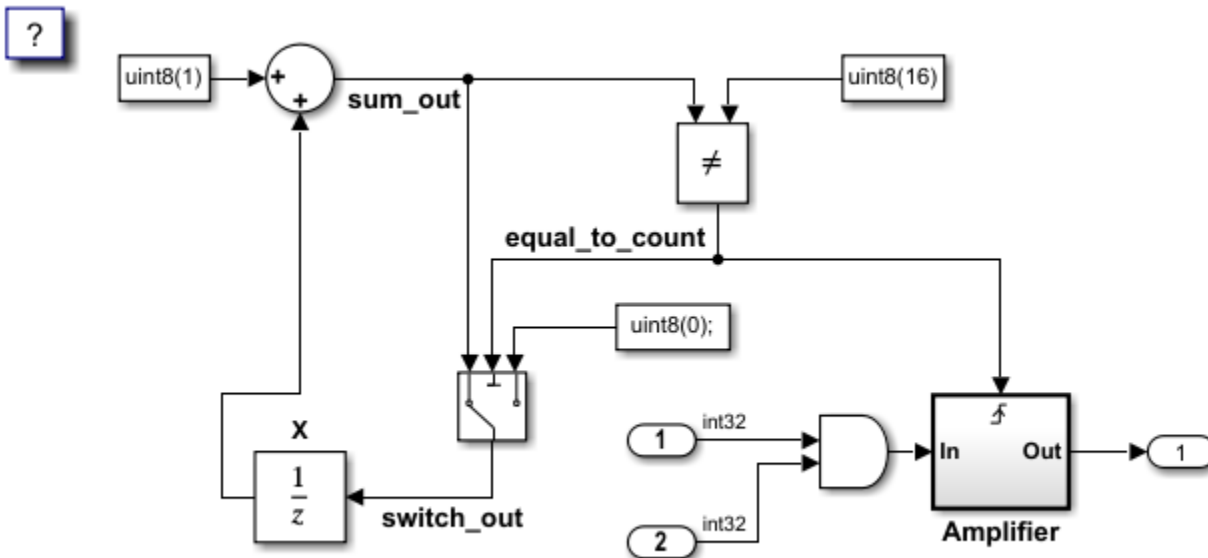 ?
uint8(1)
+
+
sum_out
uint8(16)
≠
equal_to_count
uint8(0);
X
1
z
switch_out
1
int32
2
int32
In
Out
Amplifier
1